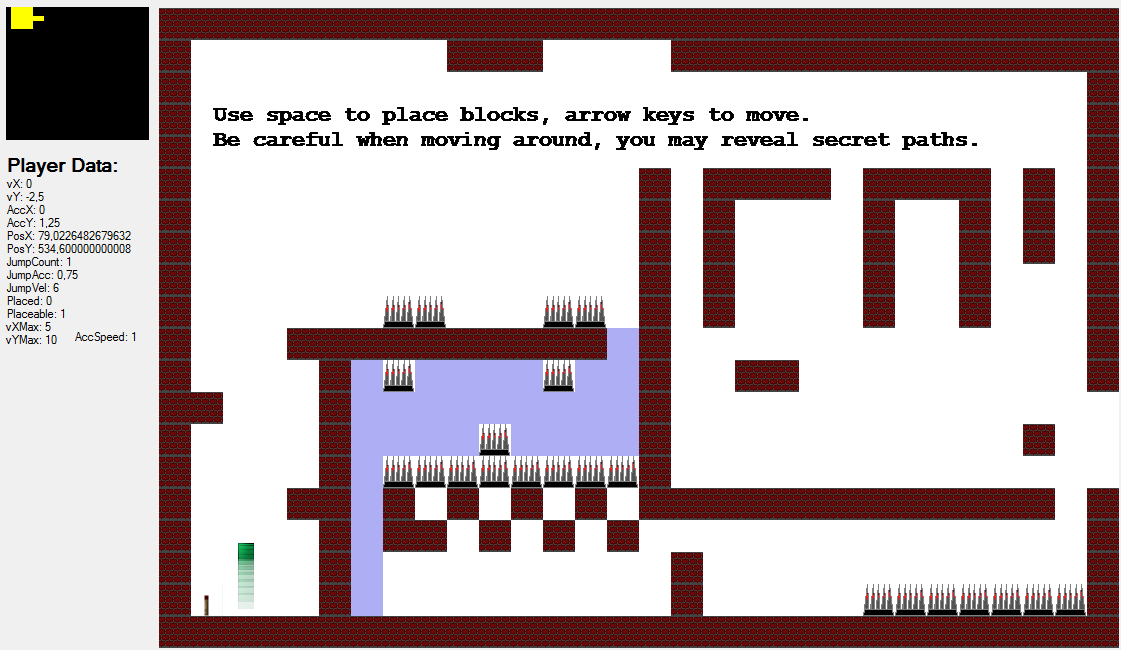 Use space to place blocks, arrow keys to move.
Be careful when moving around, you may reveal secret paths.
Player Data:
vX: 0
vY: -2,5
AccX: 0
AccY: 1,25
PosX: 79,0226482679632
PosY: 534,600000000008
JumpCount: 1
JumpAcc: 0,75
JumpVel: 6
Placed: 0
Placeable: 1
vXMax: 5
vYMax: 10
AccSpeed: 1